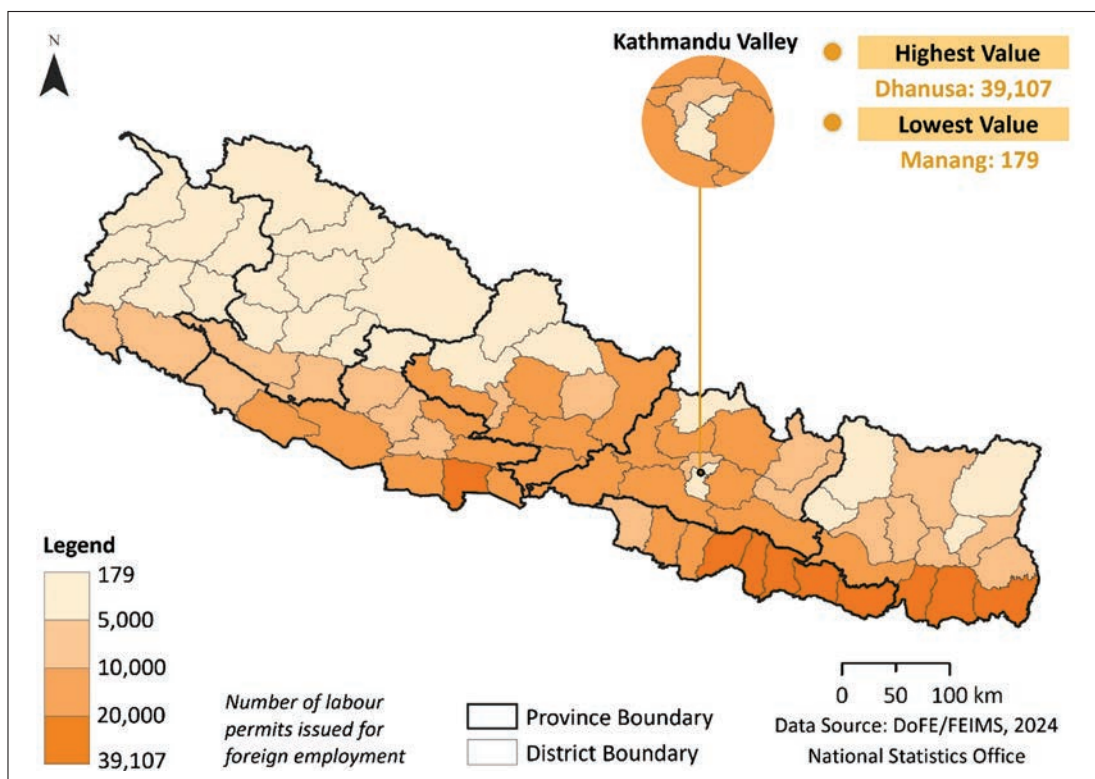 N
Kathmandu Valley
Highest Value
Dhanusa: 39,107
Lowest Value
Manang: 179
Legend
179
5,000
10,000
20,000
39,107
Number of labour
permits issued for
foreign employment
Province Boundary
District Boundary
0 50 100 km
Data Source: DoFE/FEIMS, 2024
National Statistics Office